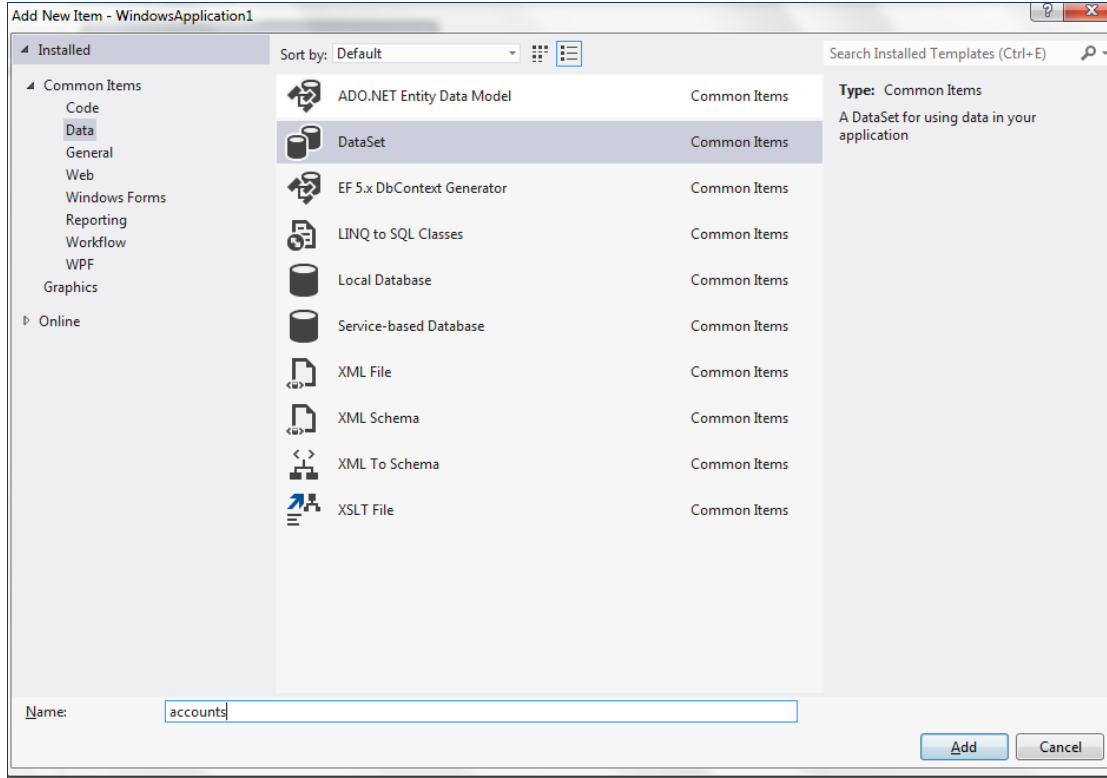 Add New Item - WindowsApplication1
Installed
Sort by: Default
Search Installed Templates (Ctrl+E)
Common Items
Code
Data
General
Web
Windows Forms
Reporting
Workflow
WPF
Graphics
Online
ADO.NET Entity Data Model Common Items
DataSet Common Items
EF 5.x DbContext Generator Common Items
LINQ to SQL Classes Common Items
Local Database Common Items
Service-based Database Common Items
XML File Common Items
XML Schema Common Items
XML To Schema Common Items
XSLT File Common Items
Type: Common Items
A DataSet for using data in your
application
Name: accounts
Add Cancel